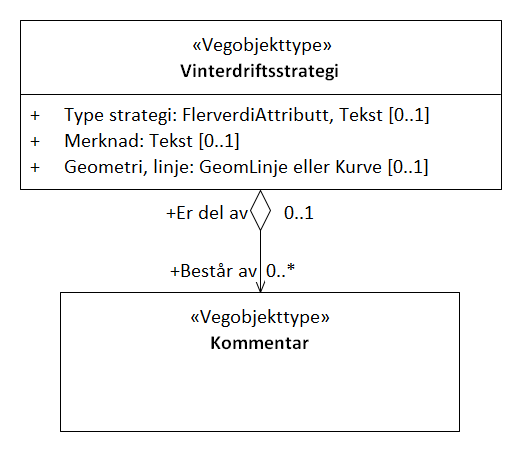 «Vegobjekttype»
Vinterdriftsstrategi
+ Type strategi: FlerverdiAttributt, Tekst [0..1]
+ Merknad: Tekst [0..1]
+ Geometri, linje: GeomLinje eller Kurve [0..1]
+Er del av 0..1
+Består av 0..*
«Vegobjekttype»
Kommentar